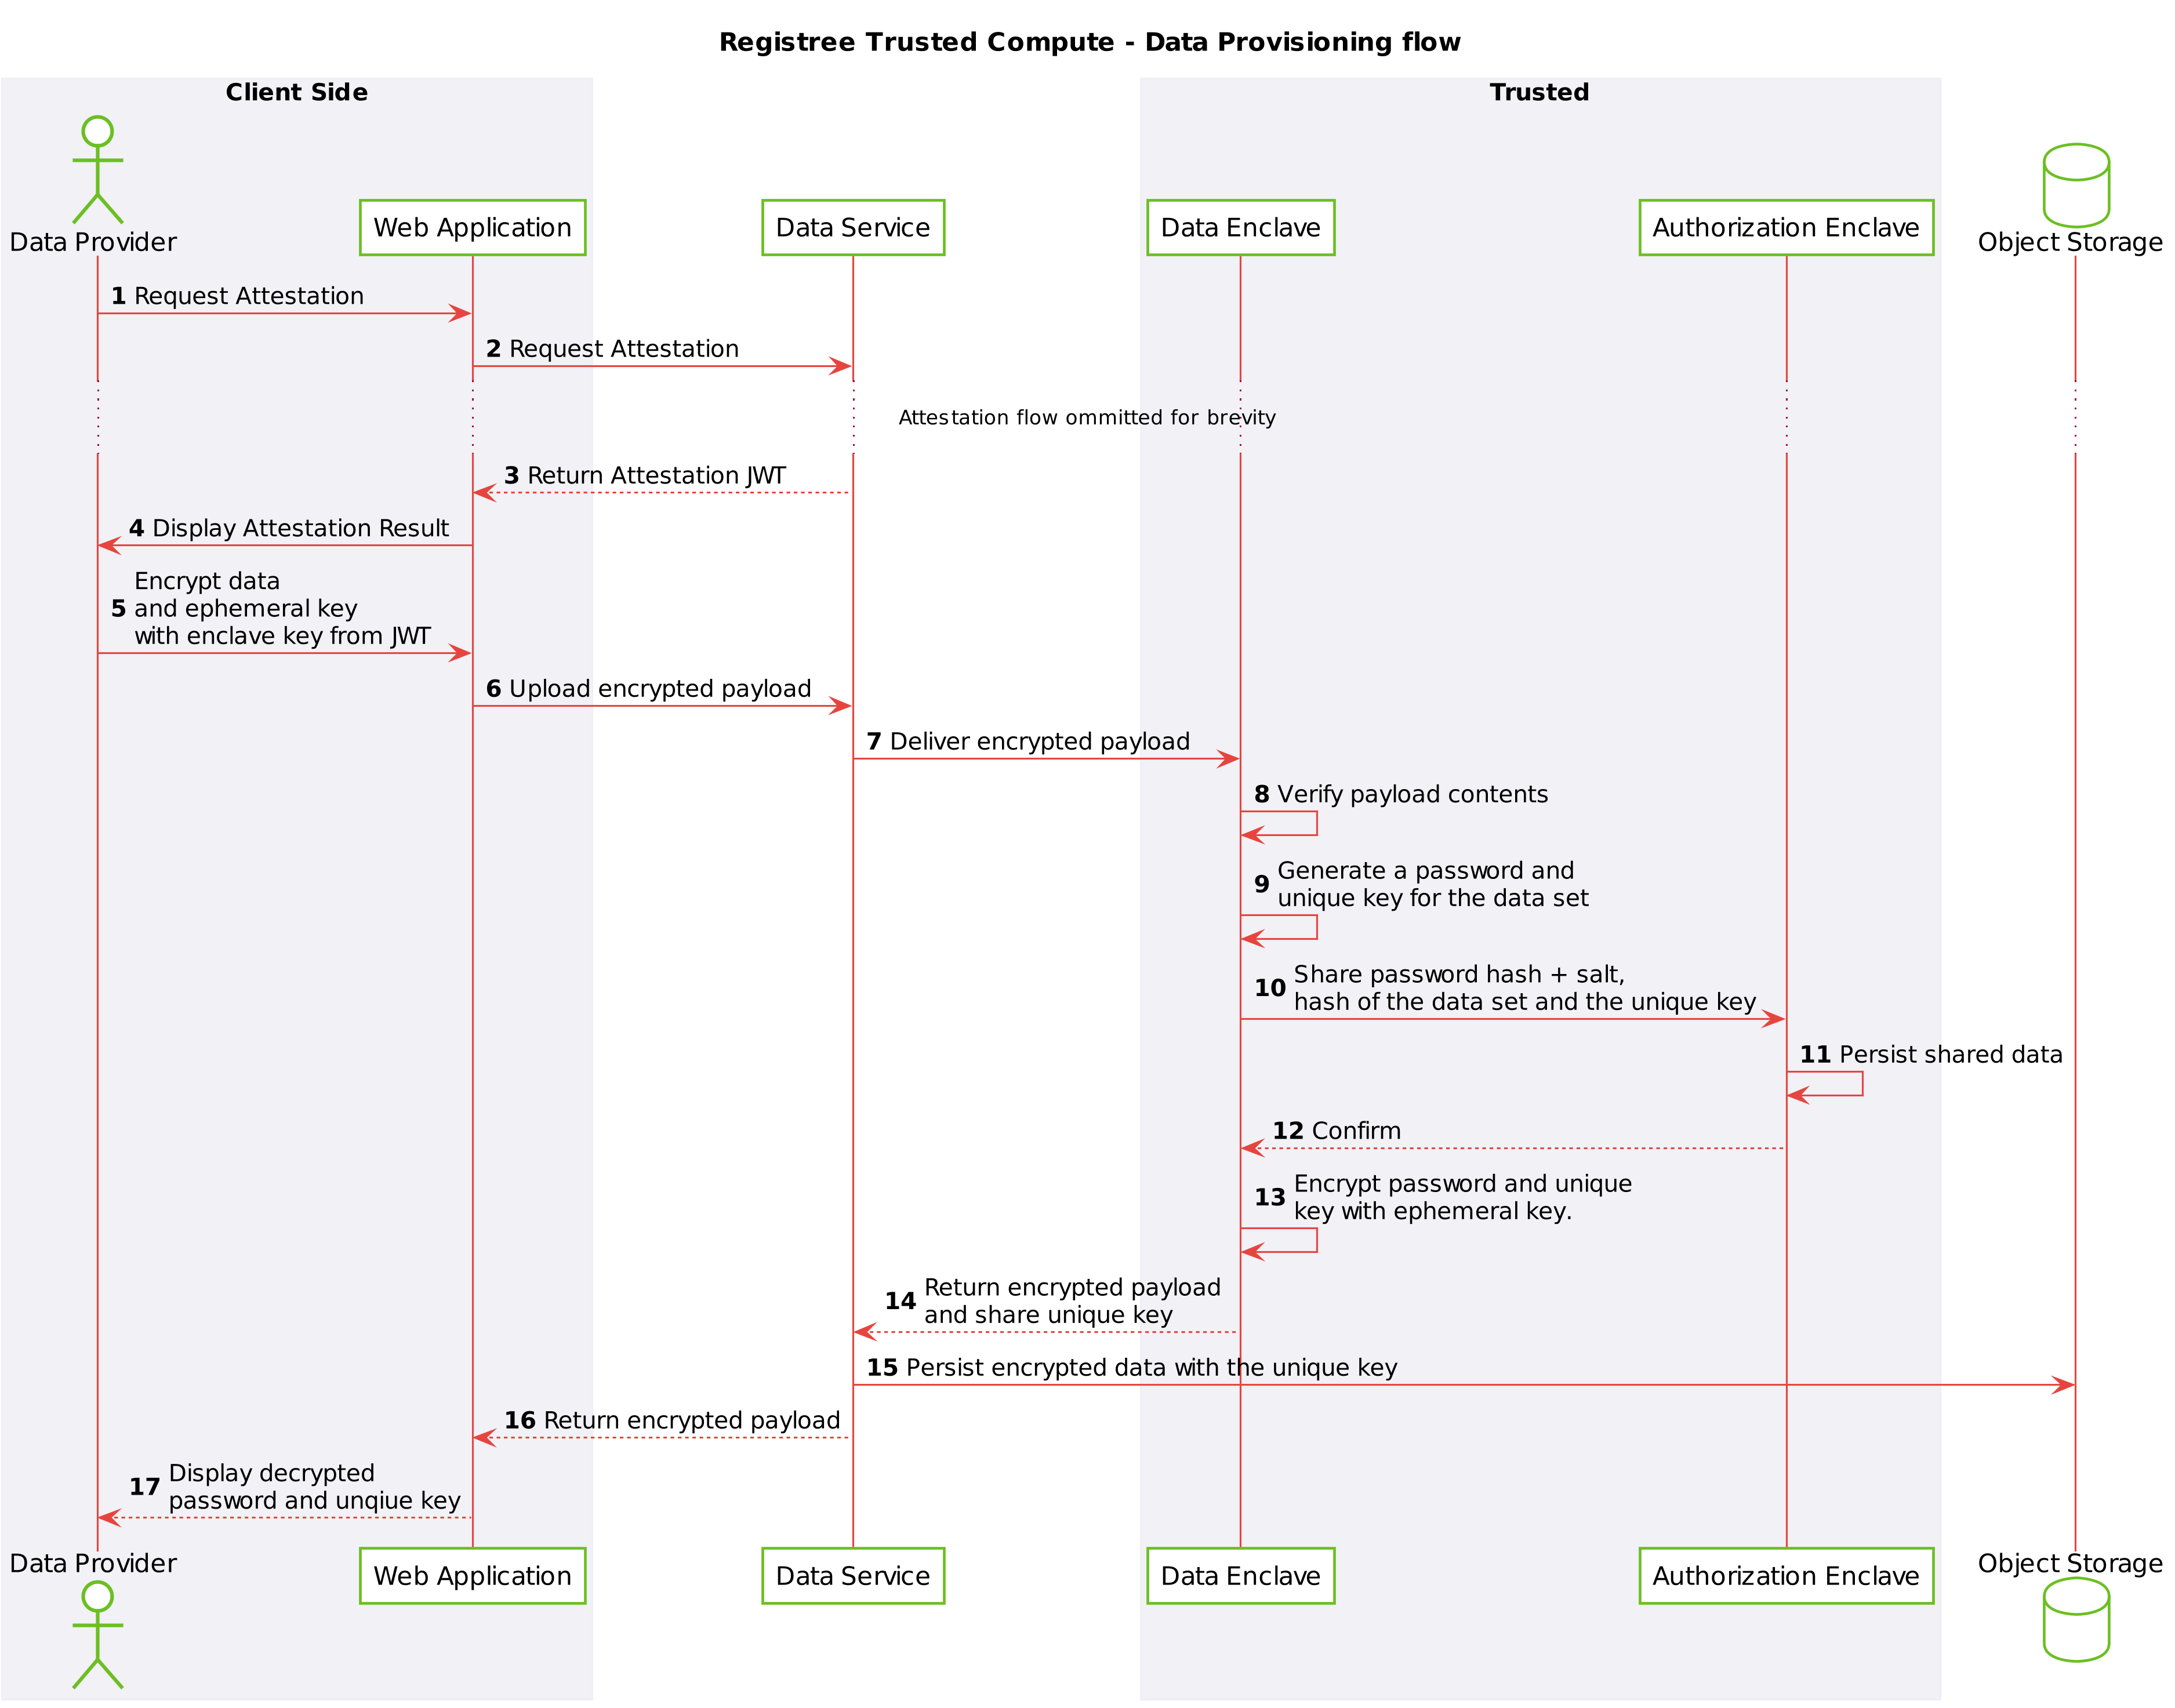 Registree Trusted Compute - Data Provisioning flow
Client Side
Trusted
Data Provider
Web Application
Data Service
Data Enclave
Authorization Enclave
Object Storage
1 Request Attestation
2 Request Attestation
Attestation flow ommitted for brevity
3 Return Attestation JWT
4 Display Attestation Result
Encrypt data
5 and ephemeral key
with enclave key from JWT
6 Upload encrypted payload
7 Deliver encrypted payload
8 Verify payload contents
9 Generate a password and
unique key for the data set
10 Share password hash + salt,
hash of the data set and the unique key
11 Persist shared data
12 Confirm
13 Encrypt password and unique
key with ephemeral key.
14 Return encrypted payload
and share unique key
15 Persist encrypted data with the unique key
16 Return encrypted payload
17 Display decrypted
password and unqiue key
Data Provider
Web Application
Data Service
Data Enclave
Authorization Enclave
Object Storage